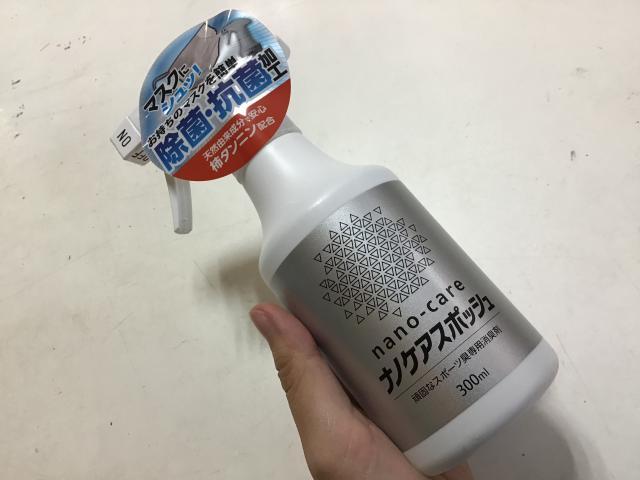 マスクに
シュッ!
お持ちのマスクを簡単
除菌・抗菌加工
天然由来成分で安心
柿タンニン配合
ON
nano-care
ナノケアスポッシュ
頑固なスポーツ臭専用消臭剤
300ml